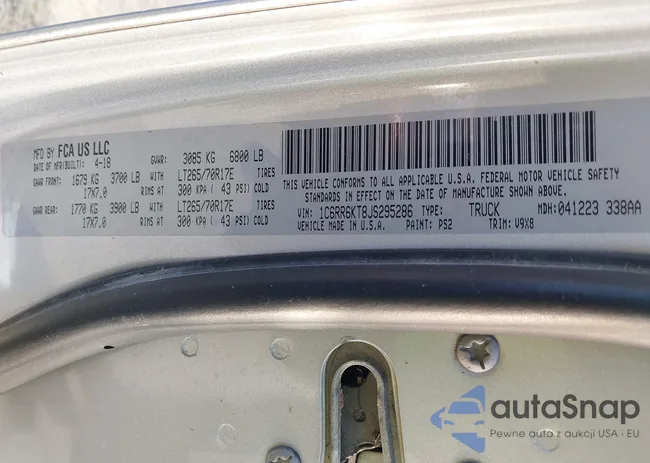 MFD BY FCA US LLC
DATE OF MFR(BUILT): 4-18 GVWR: 3085 KG 6800 LB
GAWR FRONT: 1679 KG 3700 LB WITH LT265/70R17E TIRES
17X7.0 RIMS AT 300 KPA ( 43 PSI) COLD
GAWR REAR: 1770 KG 3900 LB WITH LT265/70R17E TIRES
17X7.0 RIMS AT 300 KPA ( 43 PSI) COLD
THIS VEHICLE CONFORMS TO ALL APPLICABLE U.S.A. FEDERAL MOTOR VEHICLE SAFETY
STANDARDS IN EFFECT ON THE DATE OF MANUFACTURE SHOWN ABOVE.
VIN: 1C6RR6KT8JS295286 TYPE: TRUCK MDH: 041223 338AA
VEHICLE MADE IN U.S.A. PAINT: PS2 TRIM: V9X8
autaSnap
Pewne auta z aukcji USA i EU